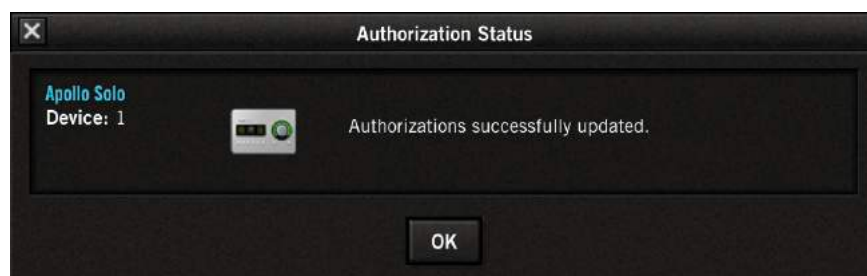 Authorization Status
Apollo Solo
Device: 1
Authorizations successfully updated.
OK